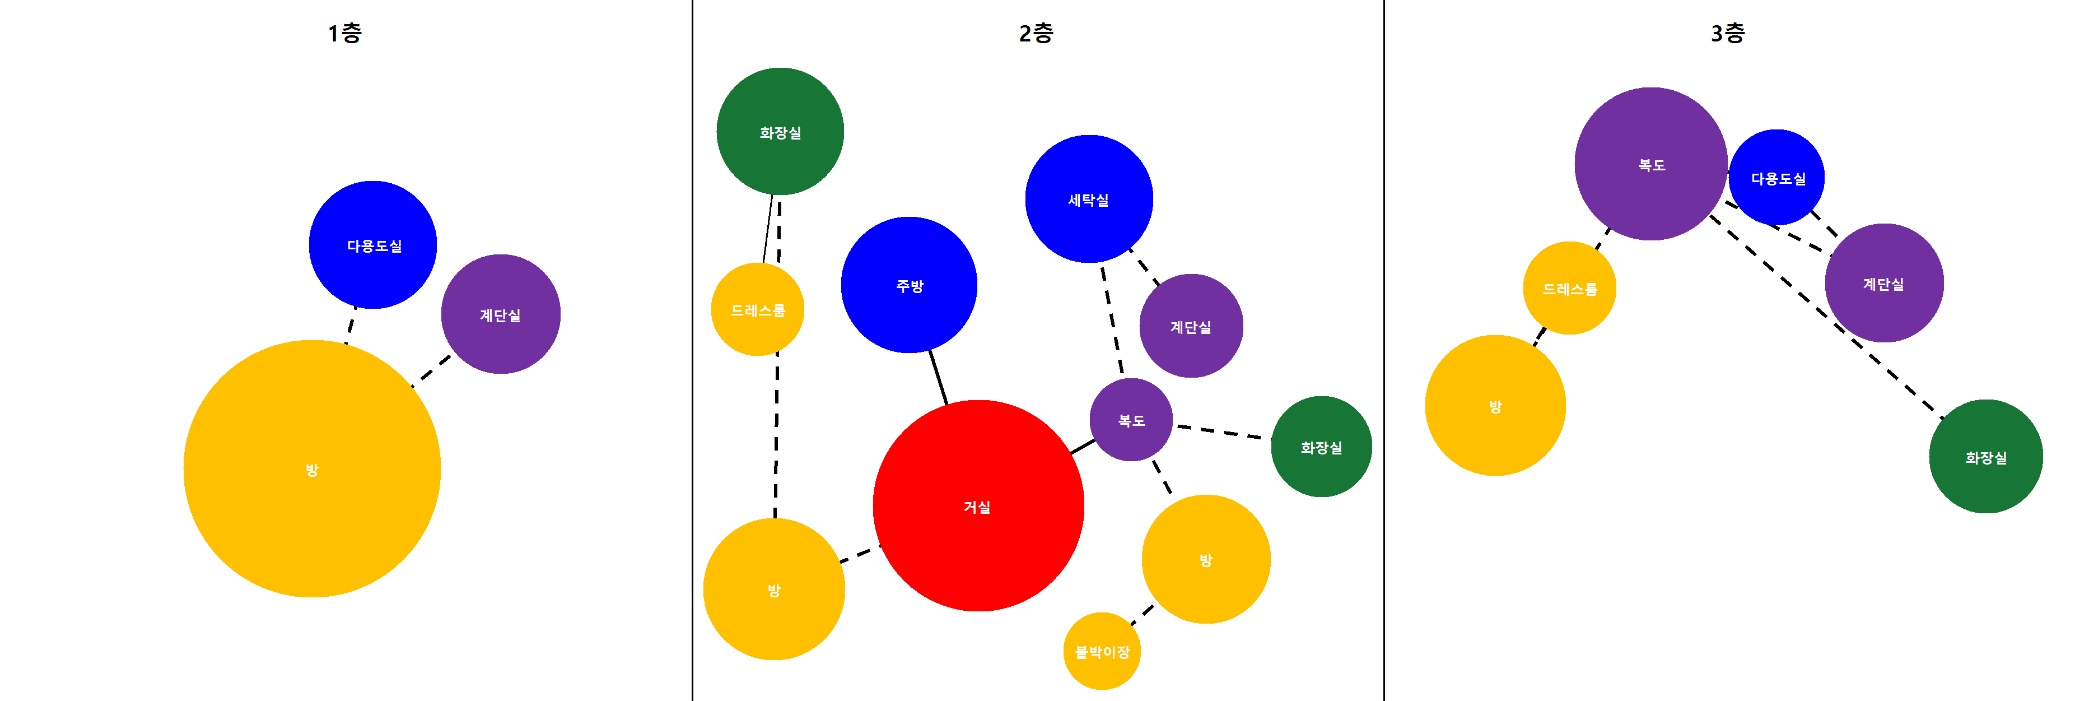 1층
다용도실
계단실
방
2층
화장실
세탁실
주방
드레스룸
계단실
복도
화장실
거실
방
방
붙박이장
3층
복도
다용도실
계단실
드레스룸
방
화장실